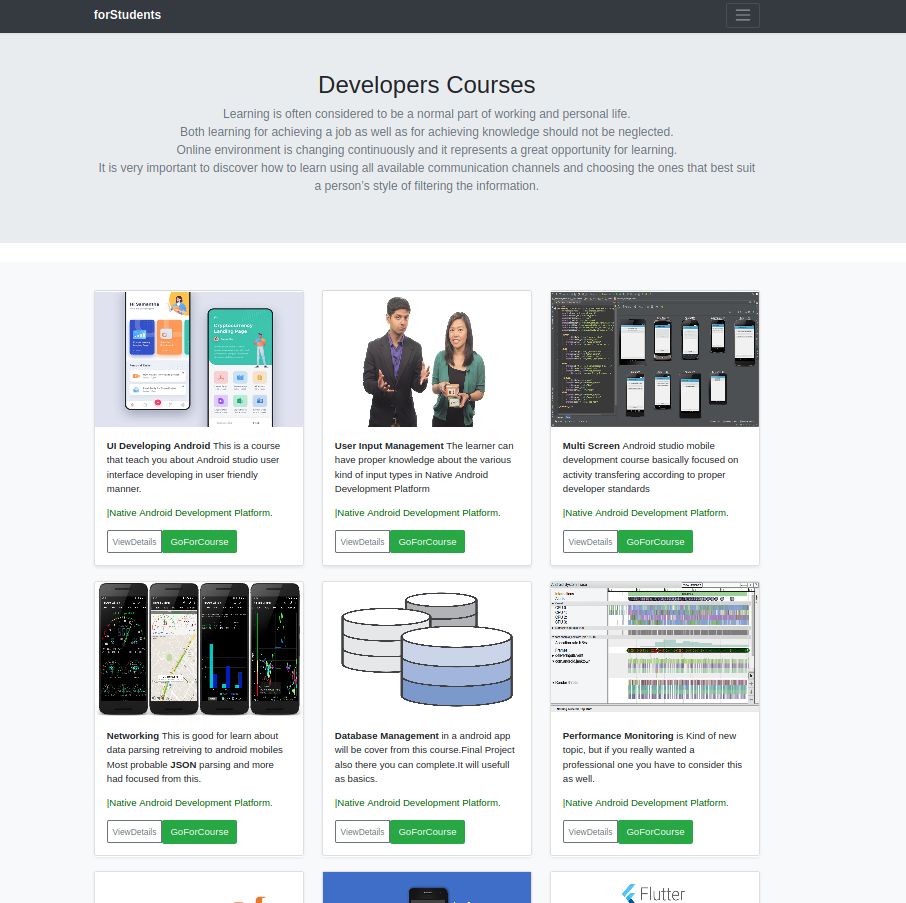 forStudents
Developers Courses
Learning is often considered to be a normal part of working and personal life.
Both learning for achieving a job as well as for achieving knowledge should not be neglected.
Online environment is changing continuously and it represents a great opportunity for learning.
It is very important to discover how to learn using all available communication channels and choosing the ones that best suit
a person's style of filtering the information.
Hi Samantha
Cryptocurrency
Landing Page
UI Developing Android This is a course
that teach you about Android studio user
interface developing in user friendly
manner.
|Native Android Development Platform.
ViewDetails GoForCourse
User Input Management The learner can
have proper knowledge about the various
kind of input types in Native Android
Development Platform
|Native Android Development Platform.
ViewDetails GoForCourse
Multi Screen Android studio mobile
development course basically focused on
activity transfering according to proper
developer standards
|Native Android Development Platform.
ViewDetails GoForCourse
Networking This is good for learn about
data parsing retreiving to android mobiles
Most probable JSON parsing and more
had focused from this.
|Native Android Development Platform.
ViewDetails GoForCourse
Database Management in a android app
will be cover from this course.Final Project
also there you can complete.It will usefull
as basics.
|Native Android Development Platform.
ViewDetails GoForCourse
Performance Monitoring is Kind of new
topic, but if you really wanted a
professional one you have to consider this
as well.
|Native Android Development Platform.
ViewDetails GoForCourse
Flutter